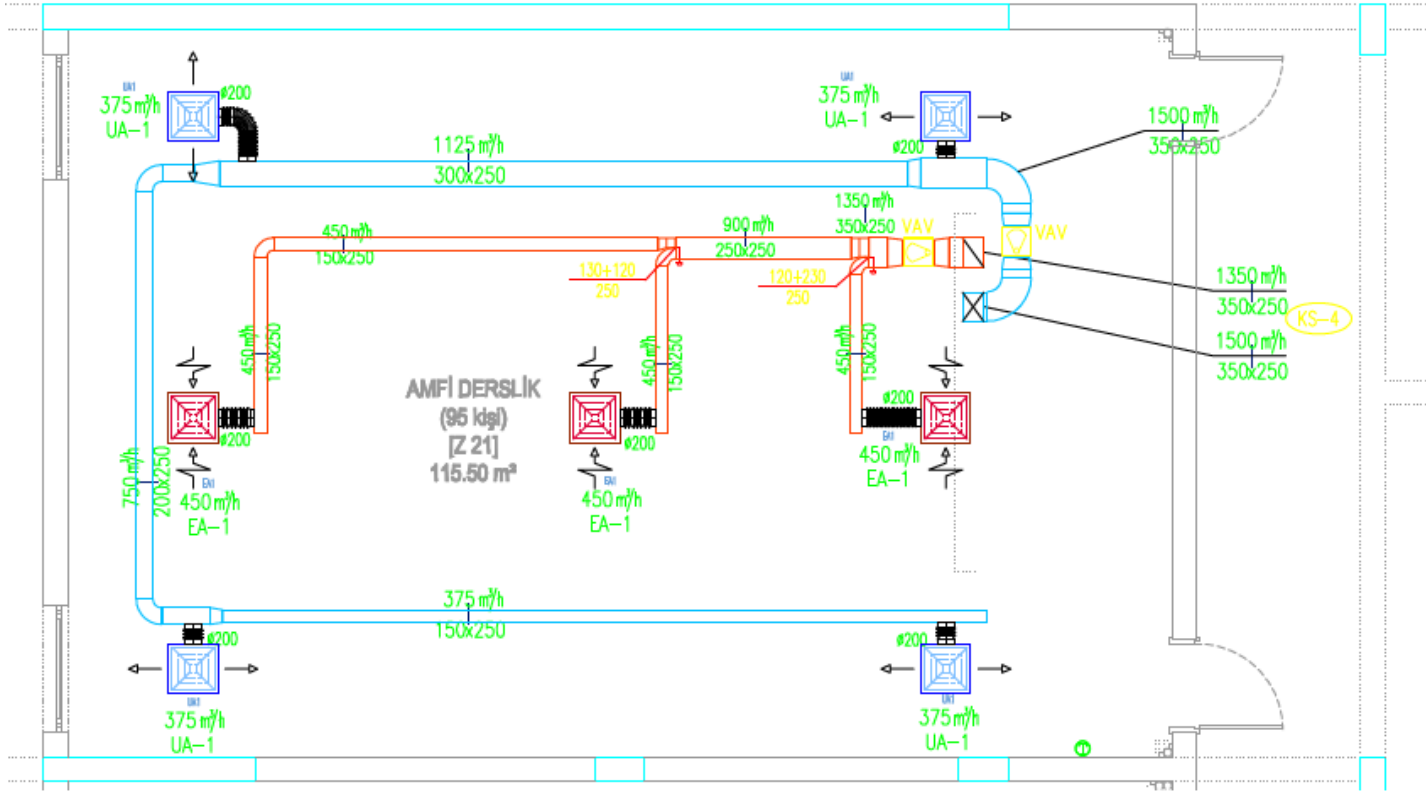 UA1
375 m³/h
UA-1
ø200
UA1
375 m³/h
UA-1
ø200
1500 m³/h
350x250
1125 m³/h
300x250
1350 m³/h
350x250
VAV
VAV
450 m³/h
150x250
900 m³/h
250x250
130+120
250
120+230
250
1350 m³/h
350x250
KS-4
1500 m³/h
350x250
450 m³/h
150x250
450 m³/h
150x250
450 m³/h
150x250
AMFİ DERSLİK
(95 kişi)
[Z 21]
115.50 m²
ø200
ø200
ø200
EA1
450 m³/h
EA-1
EA1
450 m³/h
EA-1
EA1
450 m³/h
EA-1
750 m³/h
200x250
375 m³/h
150x250
ø200
ø200
UA1
375 m³/h
UA-1
UA1
375 m³/h
UA-1